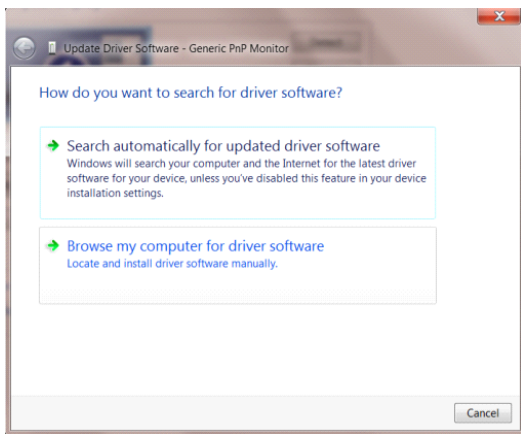 Update Driver Software - Generic PnP Monitor
How do you want to search for driver software?
Search automatically for updated driver software
Windows will search your computer and the Internet for the latest driver
software for your device, unless you've disabled this feature in your device
installation settings.
Browse my computer for driver software
Locate and install driver software manually.
Cancel